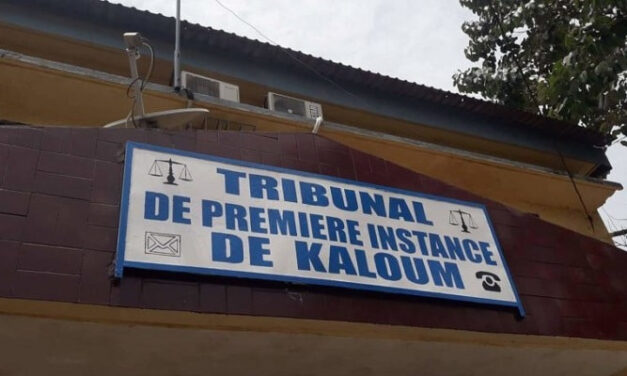 TRIBUNAL
DE PREMIERE INSTANCE
DE KALOUM